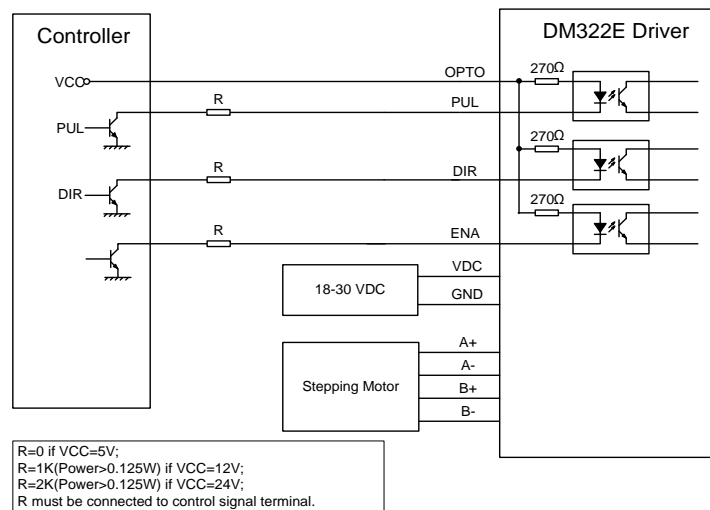 Controller
DM322E Driver
VCC
OPTO
270Ω
R
PUL
PUL
270Ω
R
DIR
DIR
270Ω
R
ENA
VDC
18-30 VDC
GND
A+
A-
Stepping Motor
B+
B-
R=0 if VCC=5V;
R=1K(Power>0.125W) if VCC=12V;
R=2K(Power>0.125W) if VCC=24V;
R must be connected to control signal terminal.